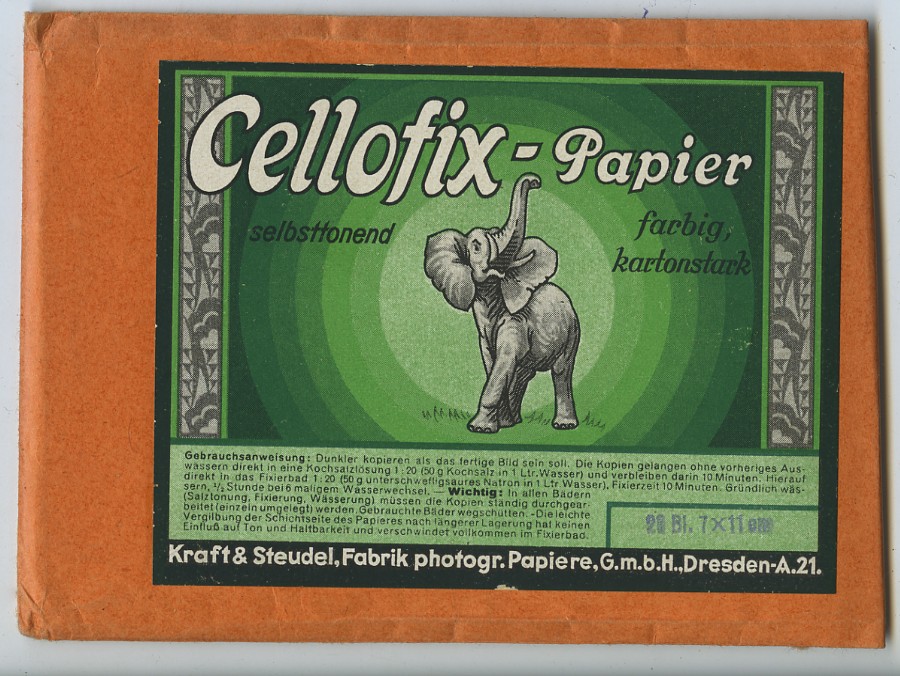 Cellofix - Papier
selbsttonend
farbig,
kartonstark
Gebrauchsanweisung: Dunkler kopieren als das fertige Bild sein soll. Die Kopien gelangen ohne vorheriges Aus-
wässern direkt in eine Kochsalzlösung 1:20 (50 g Kochsalz in 1 Ltr. Wasser) und verbleiben darin 10 Minuten. Hierauf
direkt in das Fixierbad 1:20 (50 g unterschwefligsaures Natron in 1 Ltr. Wasser), Fixierzeit 10 Minuten. Gründlich wäs-
sern, ½ Stunde bei 6 maligem Wasserwechsel. — Wichtig: In allen Bädern
(Salztonung, Fixierung, Wässerung) müssen die Kopien ständig durchgear-
beitet (einzeln umgelegt) werden. Gebrauchte Bäder wegschütten. - Die leichte
Vergilbung der Schichtseite des Papieres nach längerer Lagerung hat keinen
Einfluß auf Ton und Haltbarkeit und verschwindet vollkommen im Fixierbad.
Bl. 7×11 cm
Kraft & Steudel, Fabrik photogr. Papiere, G.m.b.H., Dresden-A.21.